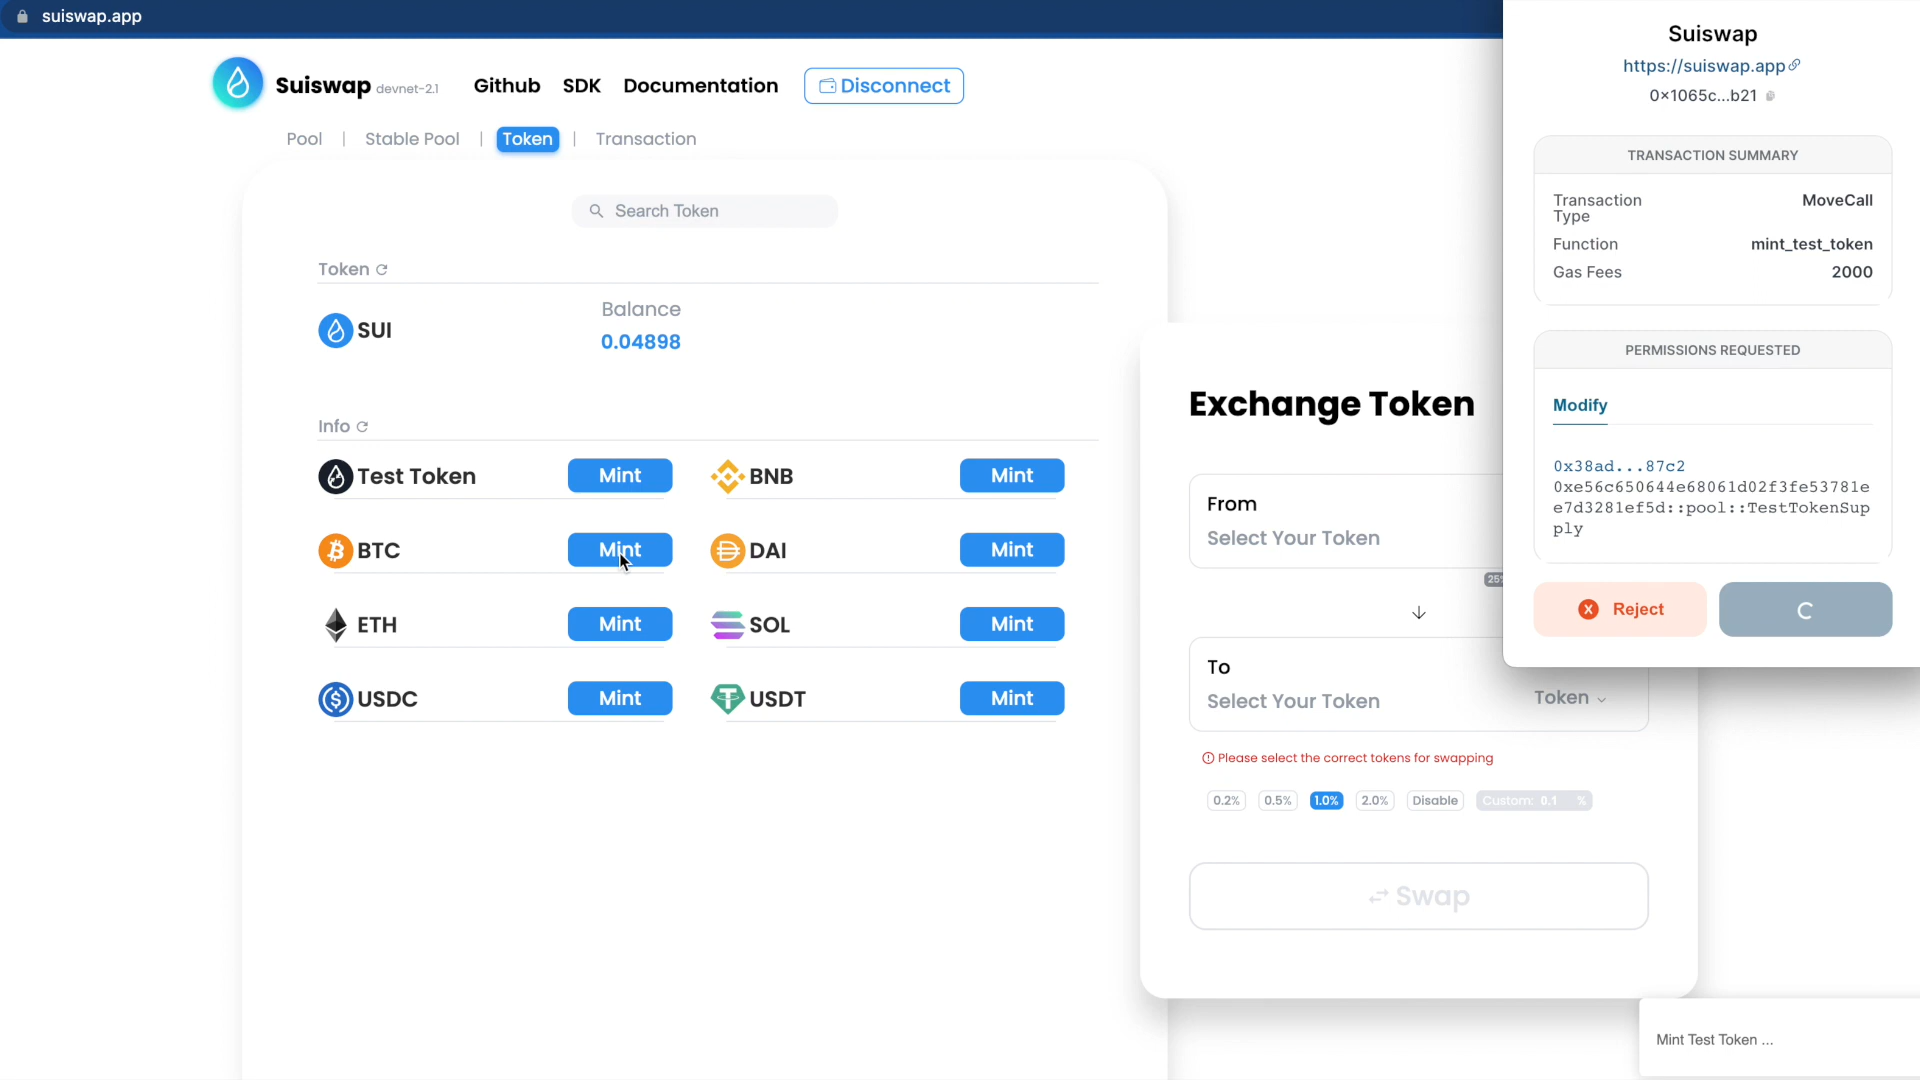 suiswap.app
Suiswap devnet-2.1
Github
SDK
Documentation
Disconnect
Pool | Stable Pool | Token | Transaction
Search Token
Token
SUI
Balance
0.04898
Info
Test Token
Mint
BNB
Mint
BTC
Mint
DAI
Mint
ETH
Mint
SOL
Mint
USDC
Mint
USDT
Mint
Exchange Token
From
Select Your Token
25%
To
Select Your Token
Token
Please select the correct tokens for swapping
0.2%
0.5%
1.0%
2.0%
Disable
Custom: 0.1 %
Swap
Suiswap
https://suiswap.app
0×1065c...b21
TRANSACTION SUMMARY
Transaction
Type
MoveCall
Function
mint_test_token
Gas Fees
2000
PERMISSIONS REQUESTED
Modify
0x38ad...87c2
0xe56c650644e68061d02f3fe53781e
e7d3281ef5d::pool::TestTokenSup
ply
Reject
Mint Test Token ...